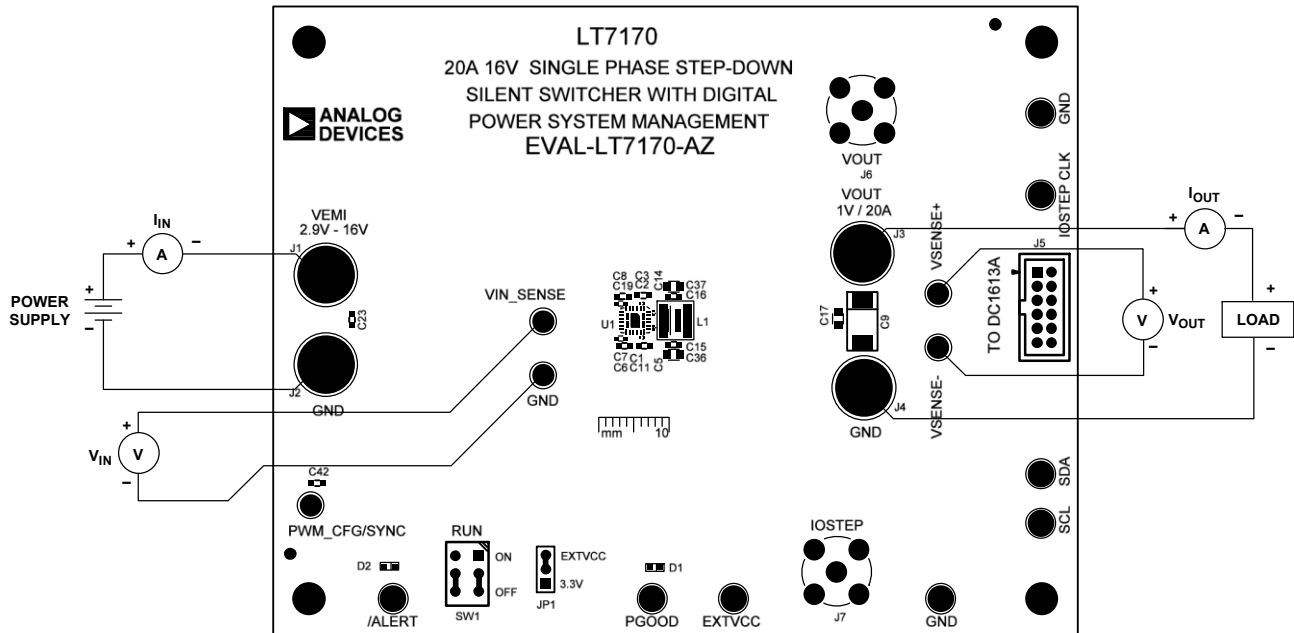 LT7170
20A 16V SINGLE PHASE STEP-DOWN
SILENT SWITCHER WITH DIGITAL
POWER SYSTEM MANAGEMENT
EVAL-LT7170-AZ
ANALOG
DEVICES
VOUT
J6
GND
IOSTEP CLK
VEMI
2.9V - 16V
J1
IIN
+
A
−
POWER
SUPPLY
+
−
C23
J2
GND
VIN
+
V
−
VIN_SENSE
GND
C8
C19
C3
C2
C14
C37
C16
U1
L1
C7
C6
C1
C11
C5
C15
C36
mm
10
VOUT
1V / 20A
J3
C17
C9
J4
GND
VSENSE+
VSENSE-
J5
TO DC1613A
IOUT
+
A
−
+
V
−
VOUT
+
LOAD
−
SDA
SCL
C42
PWM_CFG/SYNC
D2
/ALERT
RUN
ON
OFF
SW1
EXTVCC
3.3V
JP1
D1
PGOOD
EXTVCC
IOSTEP
J7
GND